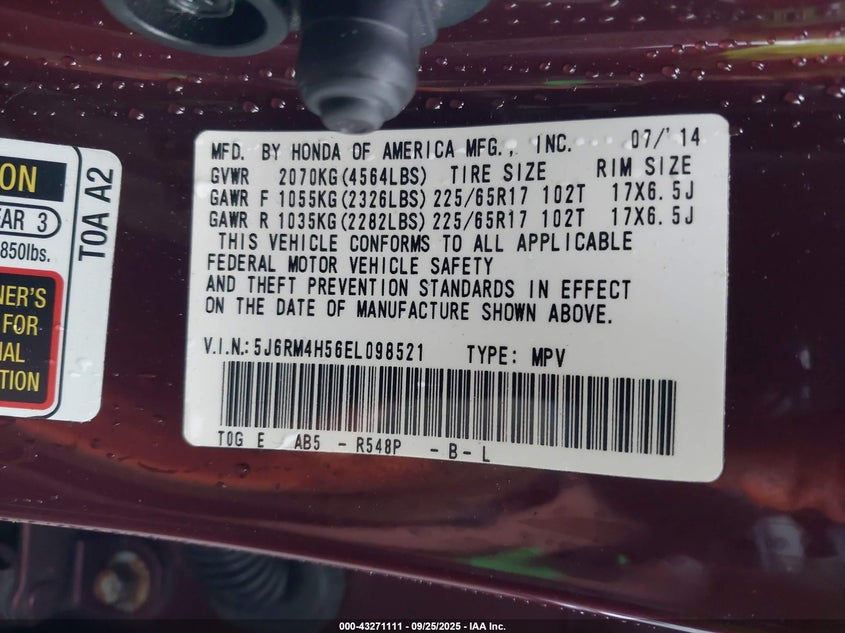 MFD. BY HONDA OF AMERICA MFG., INC. 07/'14
GVWR 2070KG(4564LBS) TIRE SIZE RIM SIZE
GAWR F 1055KG(2326LBS) 225/65R17 102T 17X6.5J
GAWR R 1035KG(2282LBS) 225/65R17 102T 17X6.5J
THIS VEHICLE CONFORMS TO ALL APPLICABLE
FEDERAL MOTOR VEHICLE SAFETY
AND THEFT PREVENTION STANDARDS IN EFFECT
ON THE DATE OF MANUFACTURE SHOWN ABOVE.
V.I.N.: 5J6RM4H56EL098521 TYPE: MPV
T0G E AB5 - R548P - B - L
ON
EAR 3
850lbs.
NER'S
FOR
NAL
TION
T0A A2
000-43271111 - 09/25/2025 - IAA Inc.